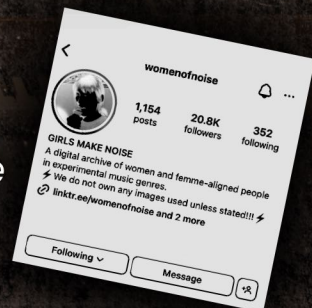 womenofnoise
1,154 20.8K 352
posts followers following
GIRLS MAKE NOISE
A digital archive of women and femme-aligned people
in experimental music genres.
⚡ We do not own any images used unless stated!!! ⚡
linktr.ee/womenofnoise and 2 more
Following
Message
e